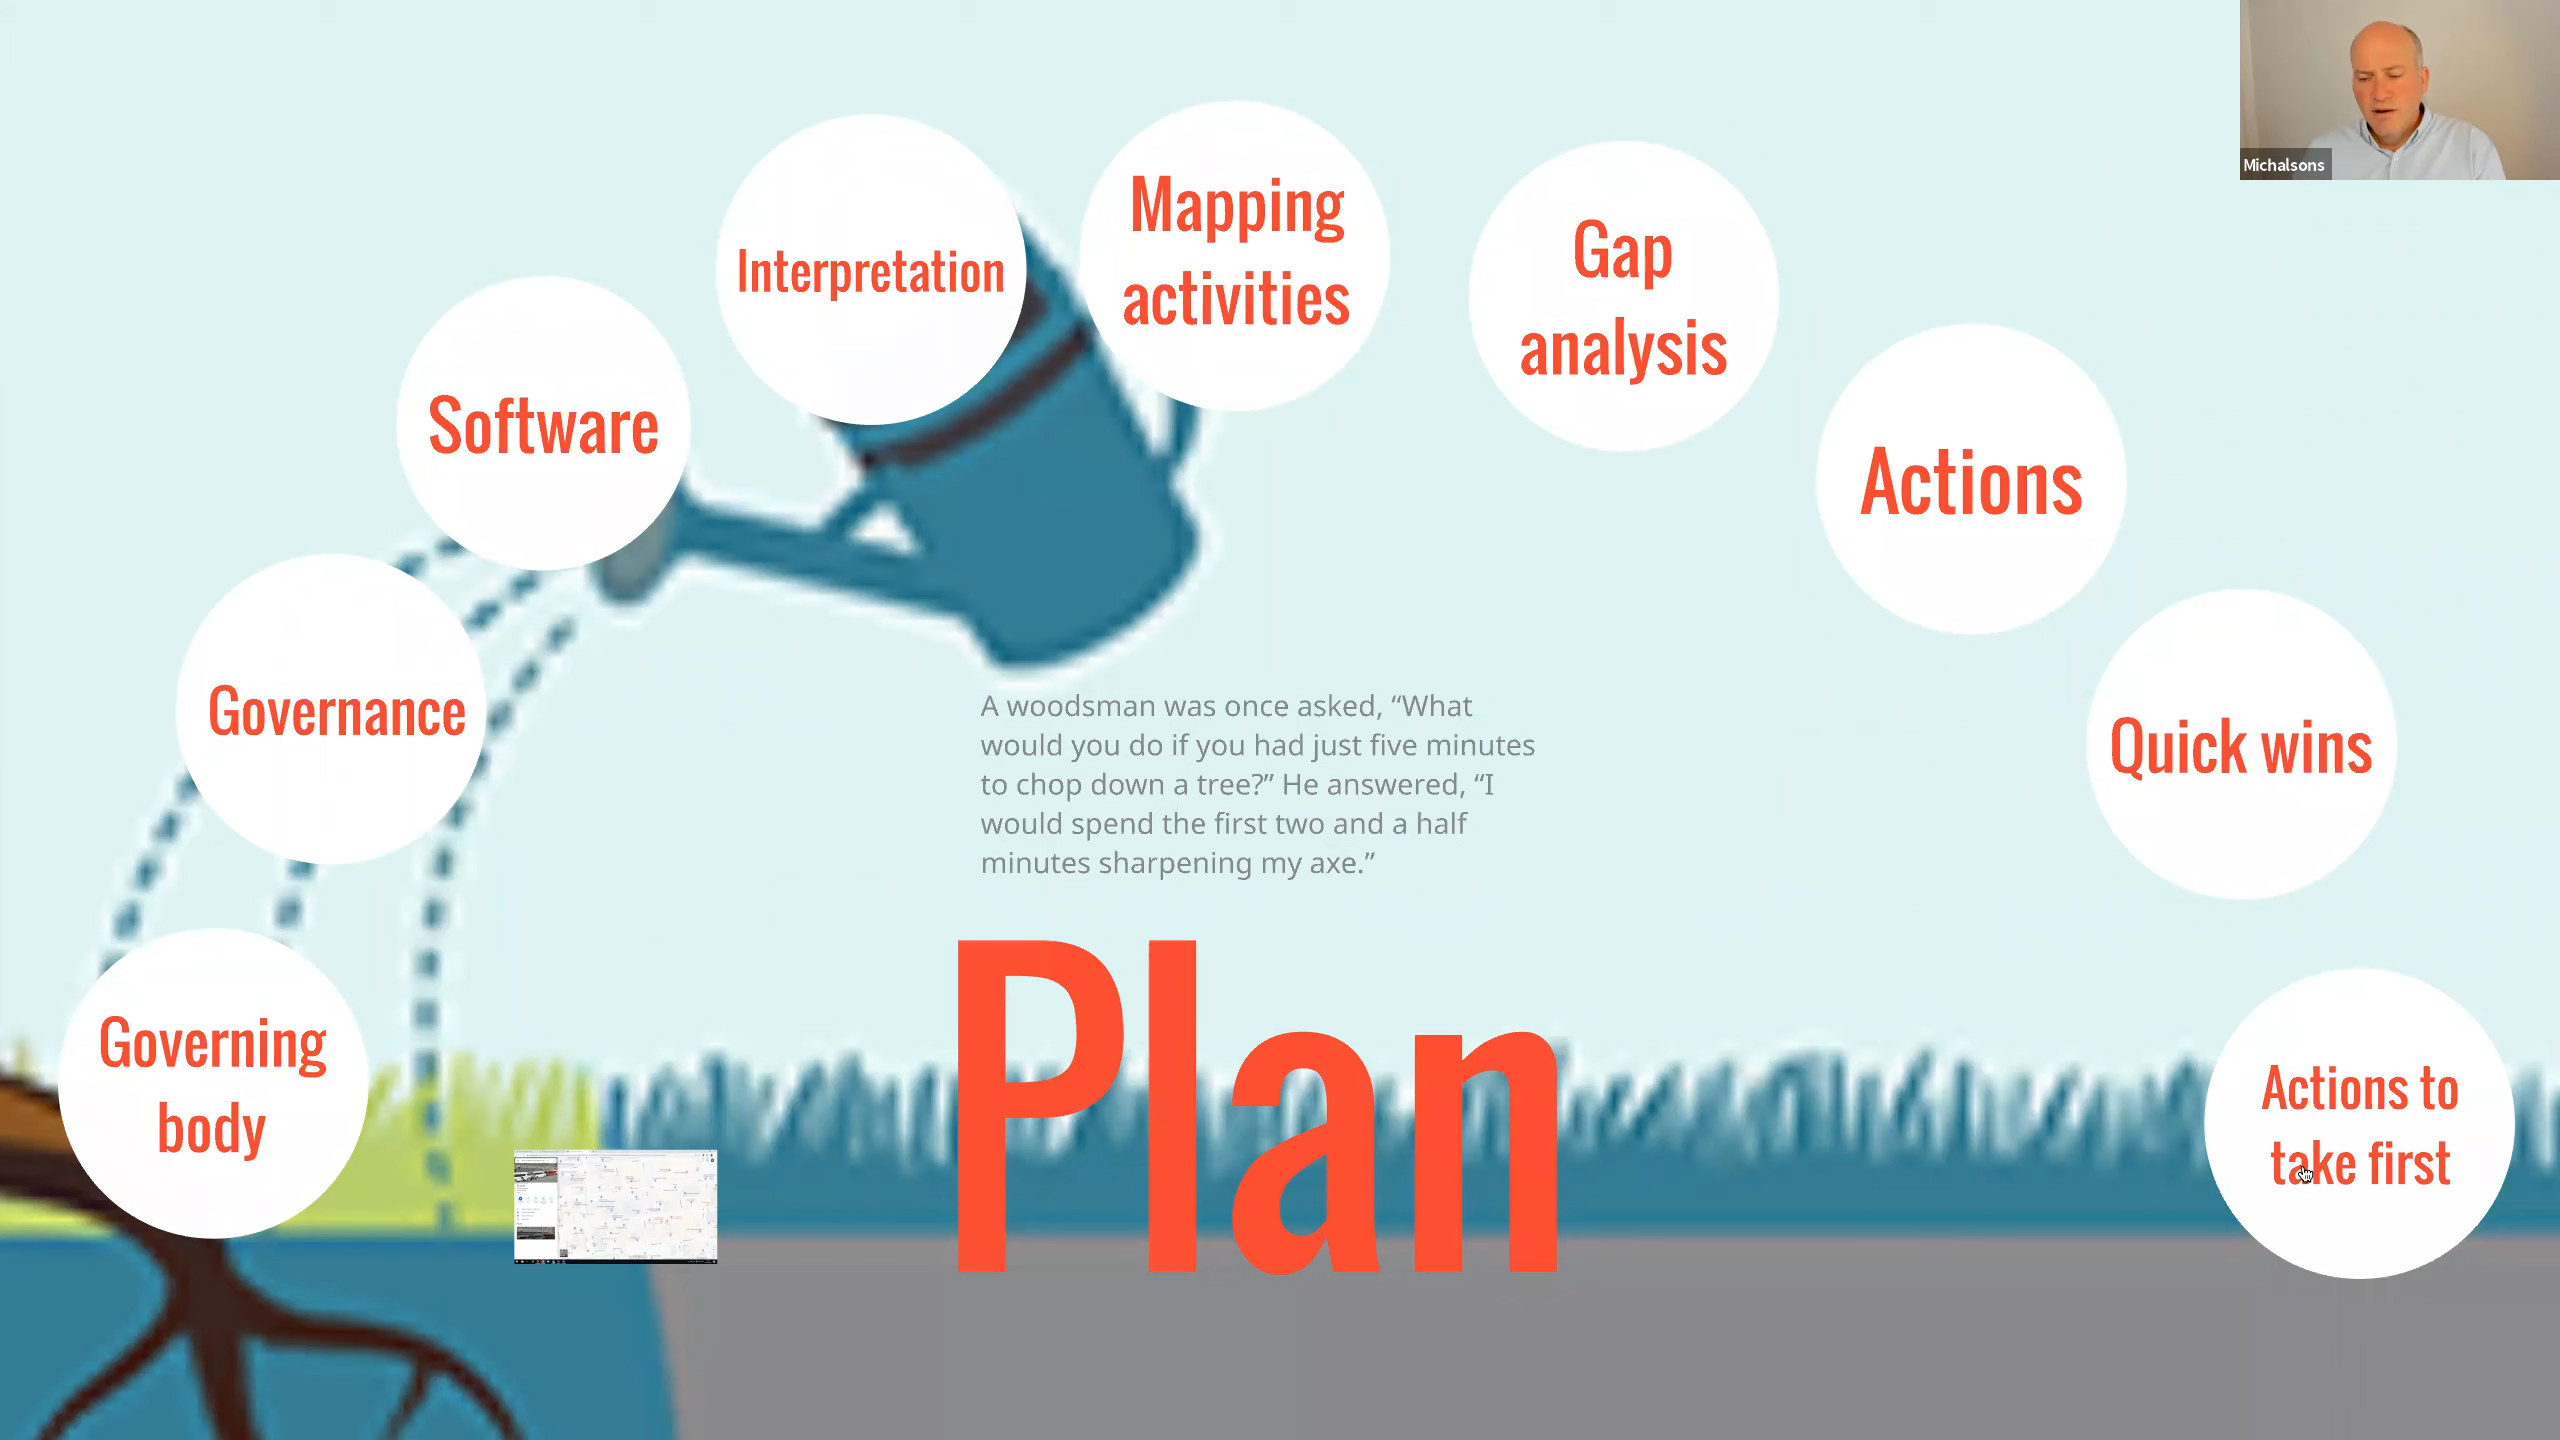 Michalsons
Mapping
activities
Interpretation
Gap
analysis
Software
Actions
Governance
Quick wins
A woodsman was once asked, “What
would you do if you had just five minutes
to chop down a tree?” He answered, “I
would spend the first two and a half
minutes sharpening my axe.”
Governing
body
Plan
Actions to
take first